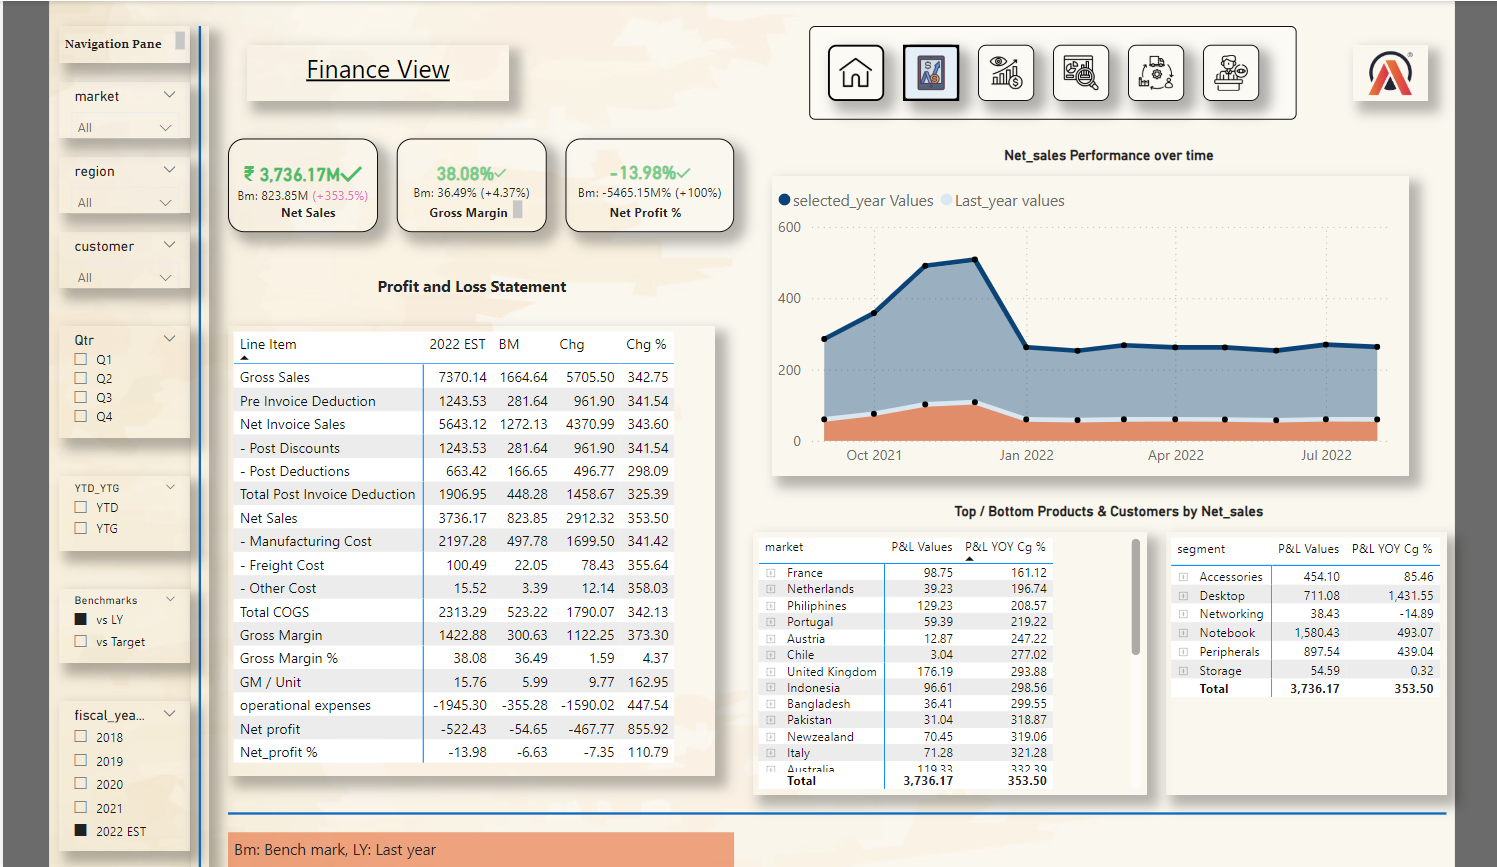 Navigation Pane
market
All
region
All
customer
All
Qtr
Q1
Q2
Q3
Q4
YTD_YTG
YTD
YTG
Benchmarks
vs LY
vs Target
fiscal_yea...
2018
2019
2020
2021
2022 EST
Finance View
₹ 3,736.17M
Bm: 823.85M (+353.5%)
Net Sales
38.08%
Bm: 36.49% (+4.37%)
Gross Margin
-13.98%
Bm: -5465.15M% (+100%)
Net Profit %
Profit and Loss Statement
Line Item 2022 EST BM Chg Chg %
Gross Sales 7370.14 1664.64 5705.50 342.75
Pre Invoice Deduction 1243.53 281.64 961.90 341.54
Net Invoice Sales 5643.12 1272.13 4370.99 343.60
- Post Discounts 1243.53 281.64 961.90 341.54
- Post Deductions 663.42 166.65 496.77 298.09
Total Post Invoice Deduction 1906.95 448.28 1458.67 325.39
Net Sales 3736.17 823.85 2912.32 353.50
- Manufacturing Cost 2197.28 497.78 1699.50 341.42
- Freight Cost 100.49 22.05 78.43 355.64
- Other Cost 15.52 3.39 12.14 358.03
Total COGS 2313.29 523.22 1790.07 342.13
Gross Margin 1422.88 300.63 1122.25 373.30
Gross Margin % 38.08 36.49 1.59 4.37
GM / Unit 15.76 5.99 9.77 162.95
operational expenses -1945.30 -355.28 -1590.02 447.54
Net profit -522.43 -54.65 -467.77 855.92
Net_profit % -13.98 -6.63 -7.35 110.79
Net_sales Performance over time
selected_year Values Last_year values
600
400
200
0
Oct 2021 Jan 2022 Apr 2022 Jul 2022
Top / Bottom Products & Customers by Net_sales
market P&L Values P&L YOY Cg %
France 98.75 161.12
Netherlands 39.23 196.74
Philiphines 129.23 208.57
Portugal 59.39 219.22
Austria 12.87 247.22
Chile 3.04 277.02
United Kingdom 176.19 293.88
Indonesia 96.61 298.56
Bangladesh 36.41 299.55
Pakistan 31.04 318.87
Newzealand 70.45 319.06
Italy 71.28 321.28
Australia 119.33 332.39
Total 3,736.17 353.50
segment P&L Values P&L YOY Cg %
Accessories 454.10 85.46
Desktop 711.08 1,431.55
Networking 38.43 -14.89
Notebook 1,580.43 493.07
Peripherals 897.54 439.04
Storage 54.59 0.32
Total 3,736.17 353.50
Bm: Bench mark, LY: Last year